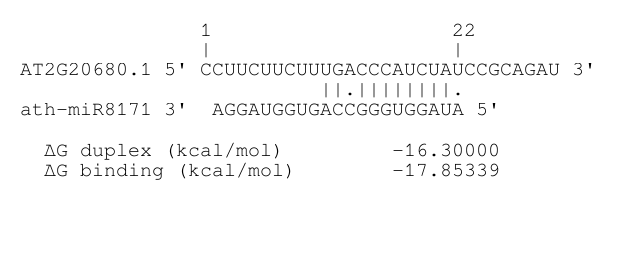 1 22
| |
AT2G20680.1 5' CCUUCUUCUUUGACCCAUCUAUCCGCAGAU 3'
||.||||||||.
ath-miR8171 3' AGGAUGGUGACCGGGUGGAUA 5'
ΔG duplex (kcal/mol) -16.30000
ΔG binding (kcal/mol) -17.85339